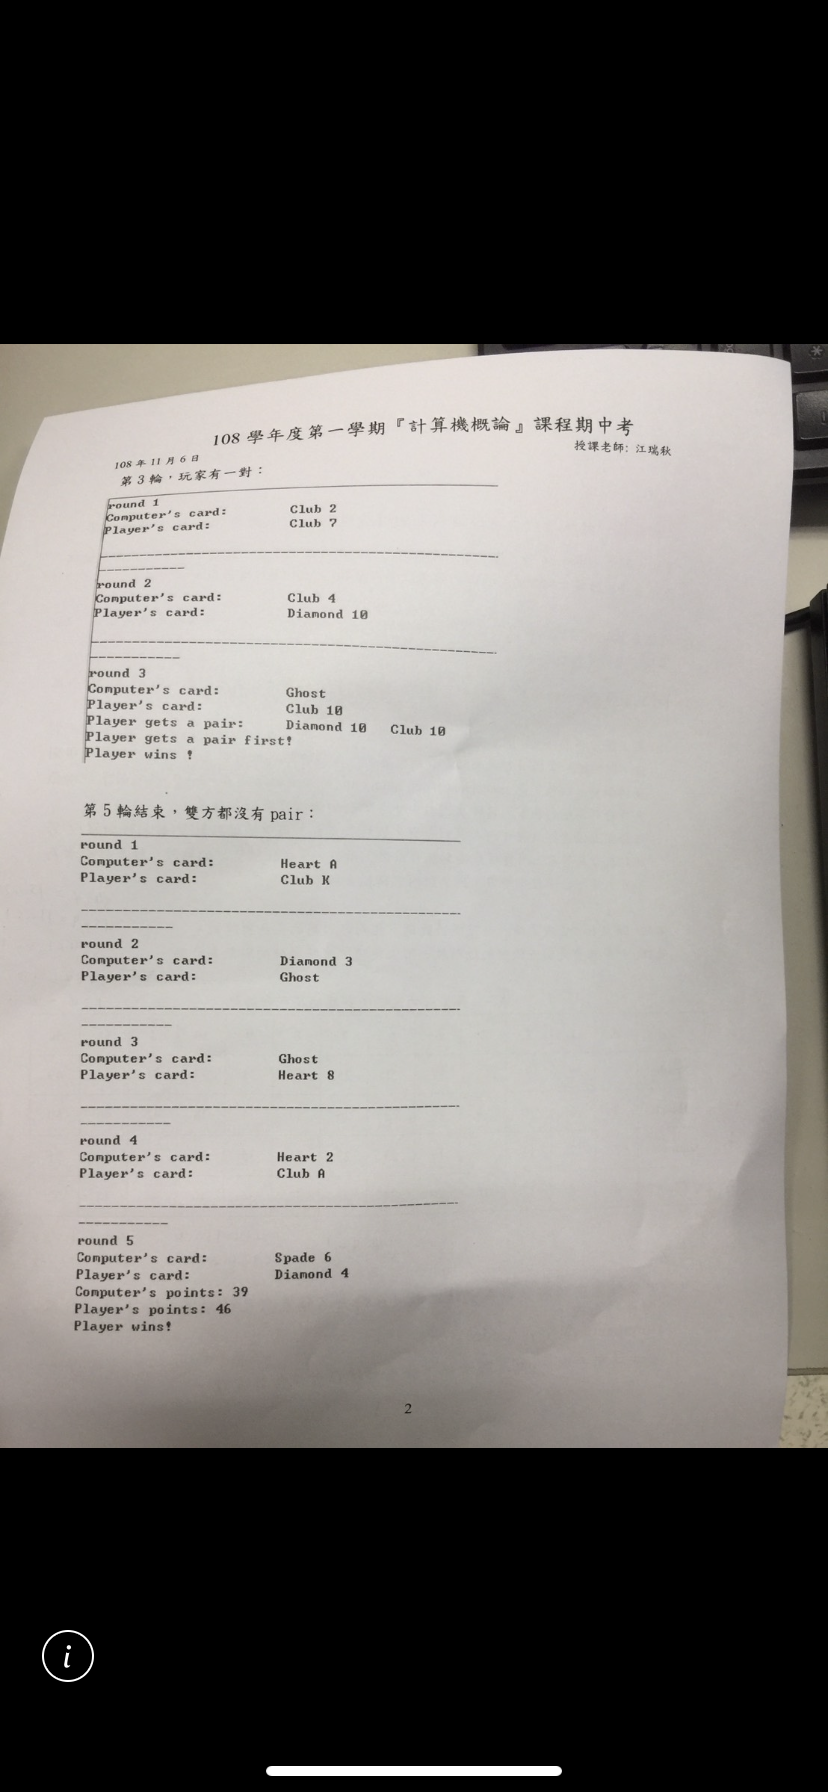 108 學年度第一學期『計算機概論』課程期中考
授課老師: 江瑞秋
108 年 11 月 6 日
第 3 輪,玩家有一對:
round 1
Computer's card: Club 2
Player's card: Club 7
round 2
Computer's card: Club 4
Player's card: Diamond 10
round 3
Computer's card: Ghost
Player's card: Club 10
Player gets a pair: Diamond 10 Club 10
Player gets a pair first!
Player wins !
第 5 輪結束,雙方都沒有 pair:
round 1
Computer's card: Heart A
Player's card: Club K
round 2
Computer's card: Diamond 3
Player's card: Ghost
round 3
Computer's card: Ghost
Player's card: Heart 8
round 4
Computer's card: Heart 2
Player's card: Club A
round 5
Computer's card: Spade 6
Player's card: Diamond 4
Computer's points: 39
Player's points: 46
Player wins!
2
i